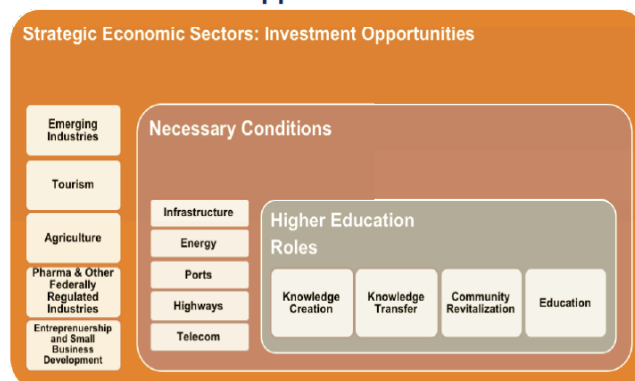 Strategic Economic Sectors: Investment Opportunities
Emerging
Industries
Tourism
Agriculture
Pharma & Other
Federally
Regulated
Industries
Entreprenuership
and Small
Business
Development
Necessary Conditions
Infrastructure
Energy
Ports
Highways
Telecom
Higher Education
Roles
Knowledge
Creation
Knowledge
Transfer
Community
Revitalization
Education